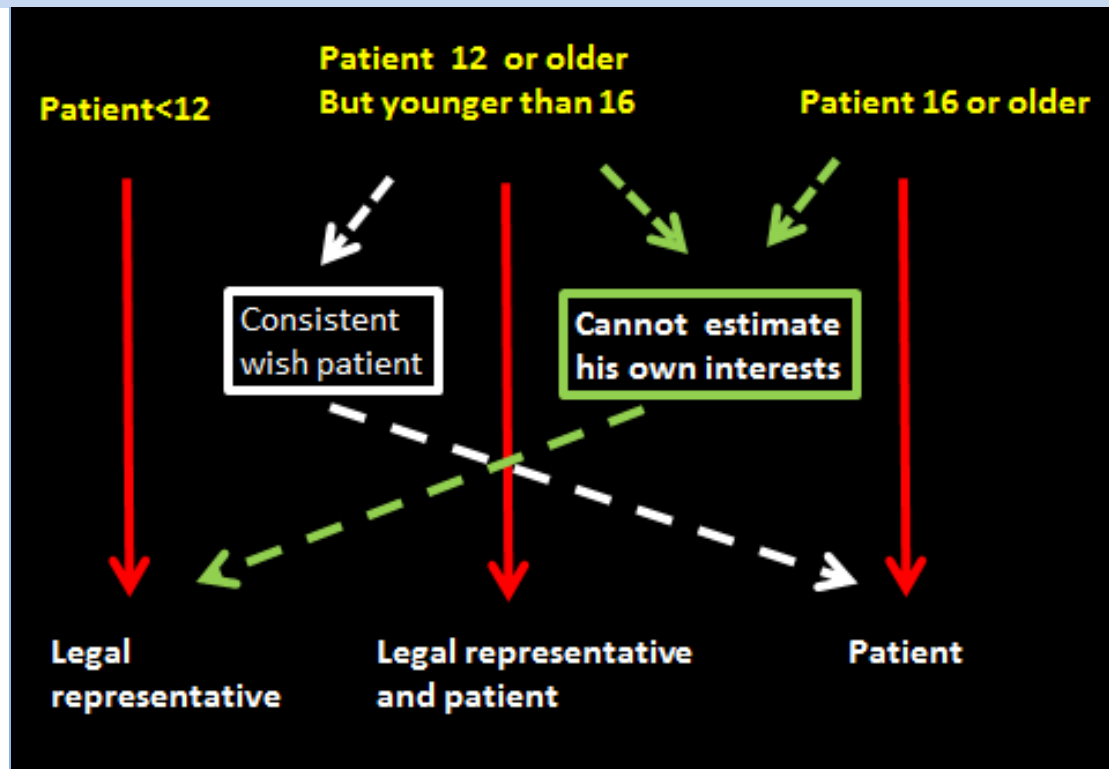 Patient<12
Patient 12 or older
But younger than 16
Patient 16 or older
Consistent
wish patient
Cannot estimate
his own interests
Legal
representative
Legal representative
and patient
Patient